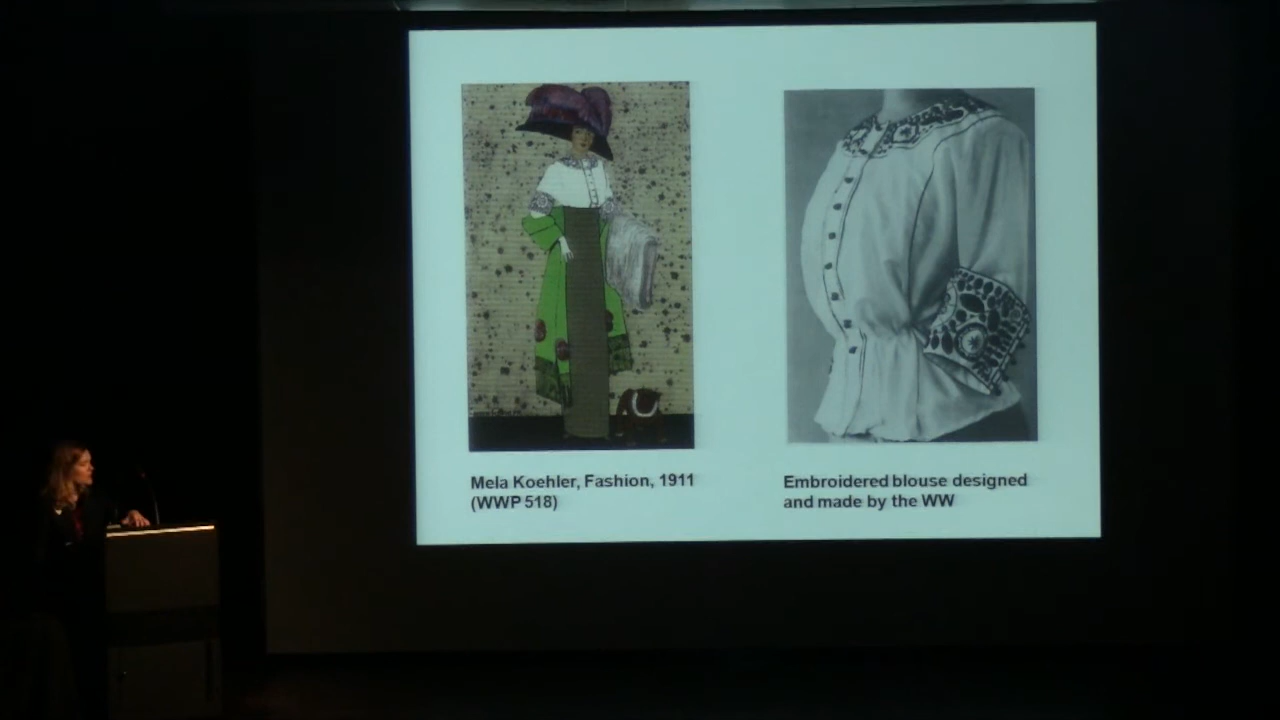 Mela Koehler, Fashion, 1911
(WWP 518)
Embroidered blouse designed
and made by the WW